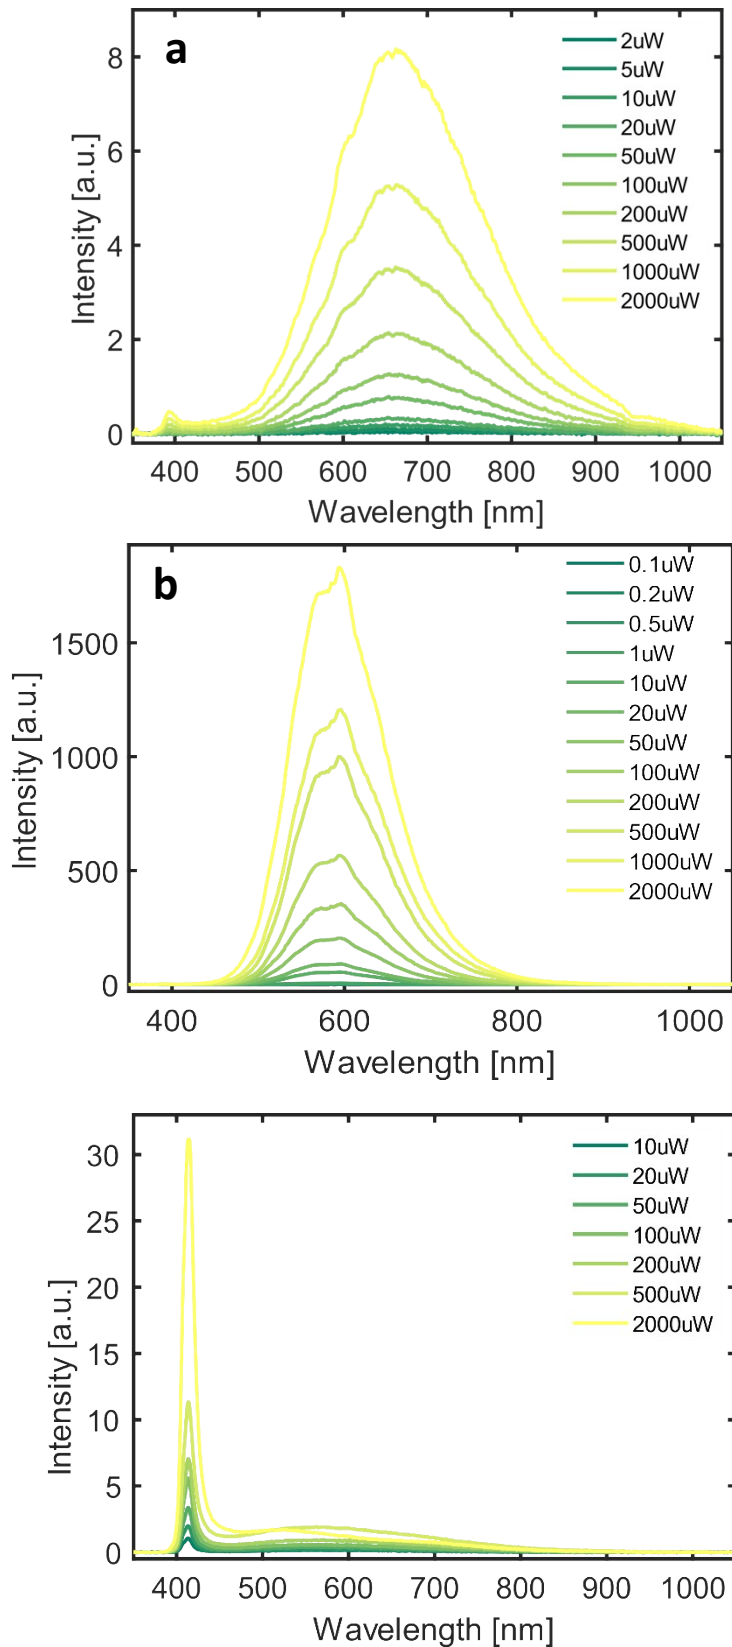 a
8
6
4
2
0
Intensity [a.u.]
2uW
5uW
10uW
20uW
50uW
100uW
200uW
500uW
1000uW
2000uW
400 500 600 700 800 900 1000
Wavelength [nm]
b
1500
1000
500
0
Intensity [a.u.]
0.1uW
0.2uW
0.5uW
1uW
10uW
20uW
50uW
100uW
200uW
500uW
1000uW
2000uW
400 600 800 1000
Wavelength [nm]
30
25
20
15
10
5
0
Intensity [a.u.]
10uW
20uW
50uW
100uW
200uW
500uW
2000uW
400 500 600 700 800 900 1000
Wavelength [nm]